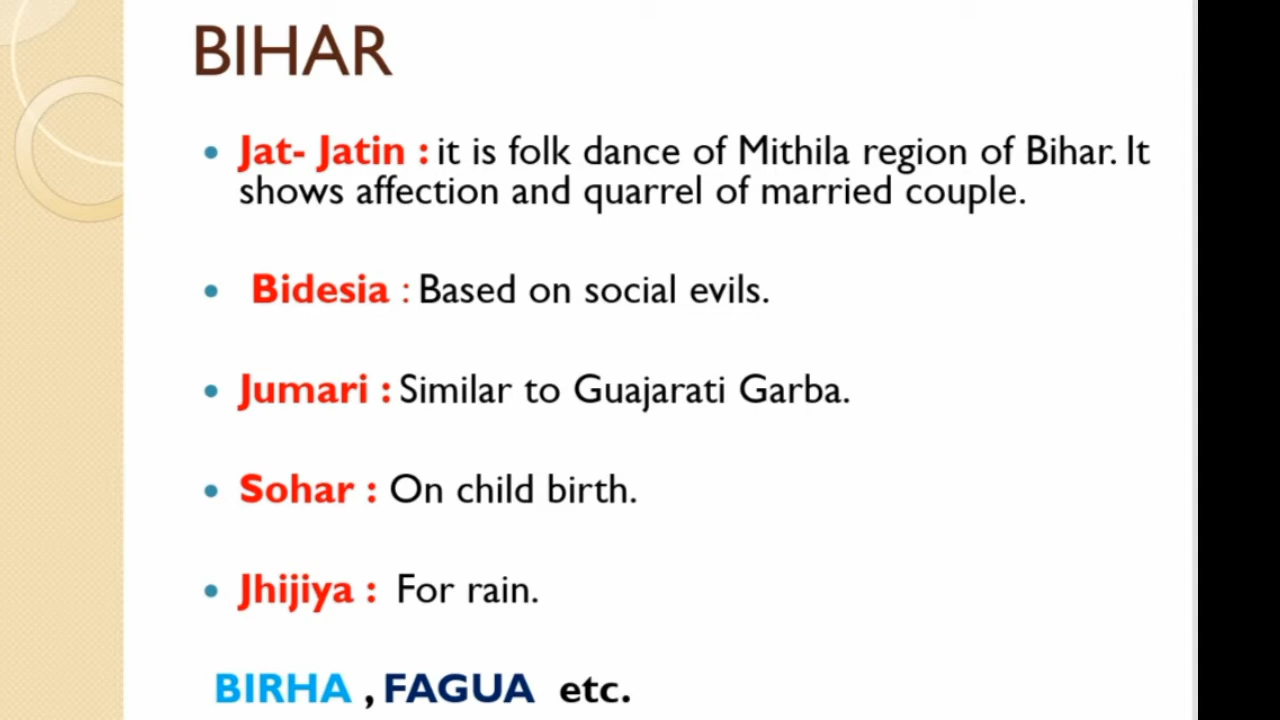 BIHAR
Jat- Jatin : it is folk dance of Mithila region of Bihar. It
shows affection and quarrel of married couple.
Bidesia : Based on social evils.
Jumari : Similar to Guajarati Garba.
Sohar : On child birth.
Jhijiya : For rain.
BIRHA , FAGUA etc.